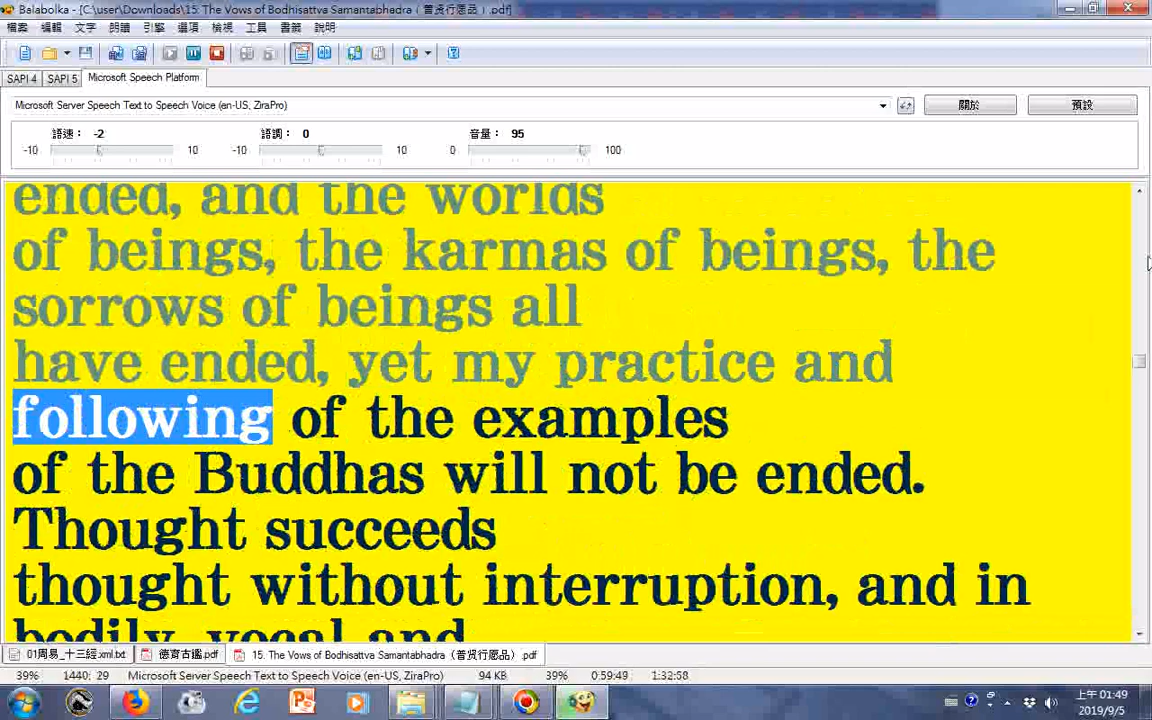 Balabolka - [C:\user\Downloads\15. The Vows of Bodhisattva Samantabhadra（普贤行愿品）.pdf]
檔案 編輯 文字 朗讀 引擎 選項 檢視 工具 書籤 說明
SAPI 4 SAPI 5 Microsoft Speech Platform
Microsoft Server Speech Text to Speech Voice (en-US, ZiraPro) 關於 預設
語速： -2 語調： 0 音量： 95
-10 10 -10 10 0 100
ended, and the worlds
of beings, the karmas of beings, the
sorrows of beings all
have ended, yet my practice and
following of the examples
of the Buddhas will not be ended.
Thought succeeds
thought without interruption, and in
bodily, vocal and
01周易_十三經.xml.txt 德育古鑑.pdf 15. The Vows of Bodhisattva Samantabhadra（普贤行愿品）.pdf
39% 1440: 29 Microsoft Server Speech Text to Speech Voice (en-US, ZiraPro) 94 KB 39% 0:59:49 1:32:58
上午 01:49
2019/9/5